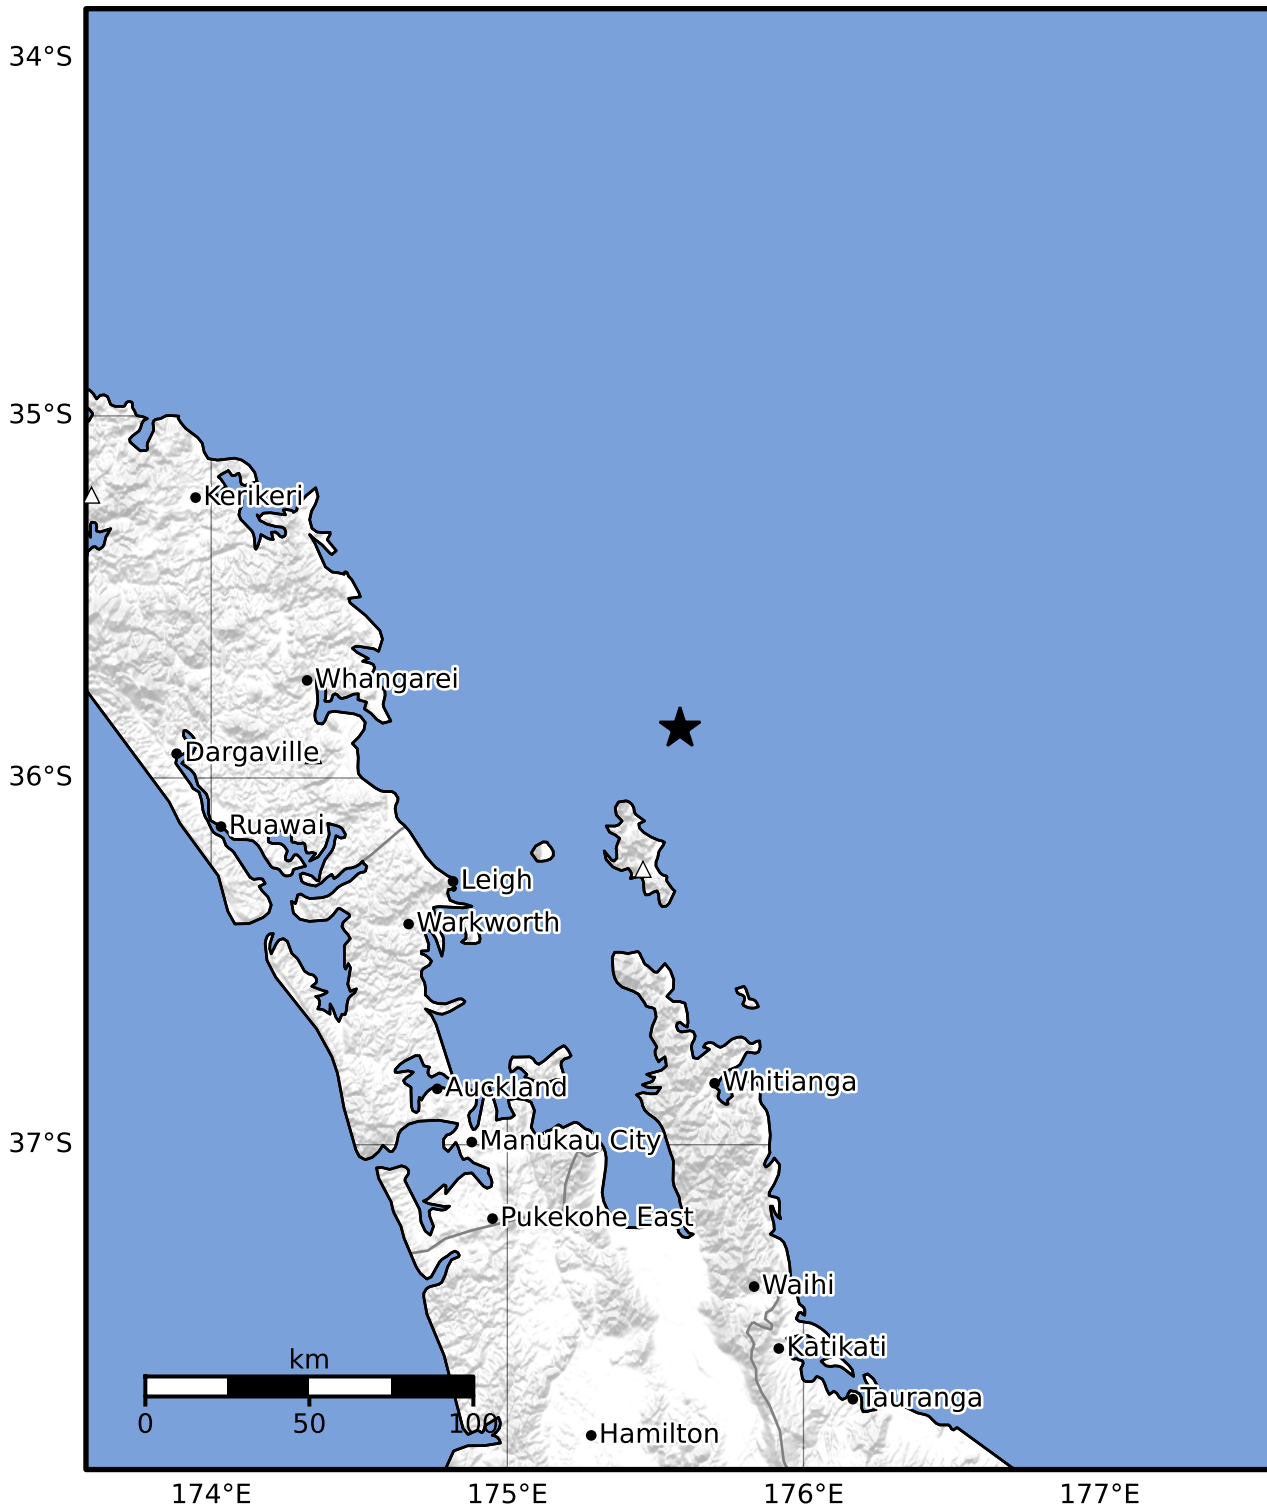 34°S
35°S
Kerikeri
Whangarei
Dargaville
36°S
Ruawai
Leigh
Warkworth
Whitianga
Auckland
Manukau City
37°S
Pukekohe East
Waihi
Katikati
km
Tauranga
0 50 100
Hamilton
174°E 175°E 176°E 177°E